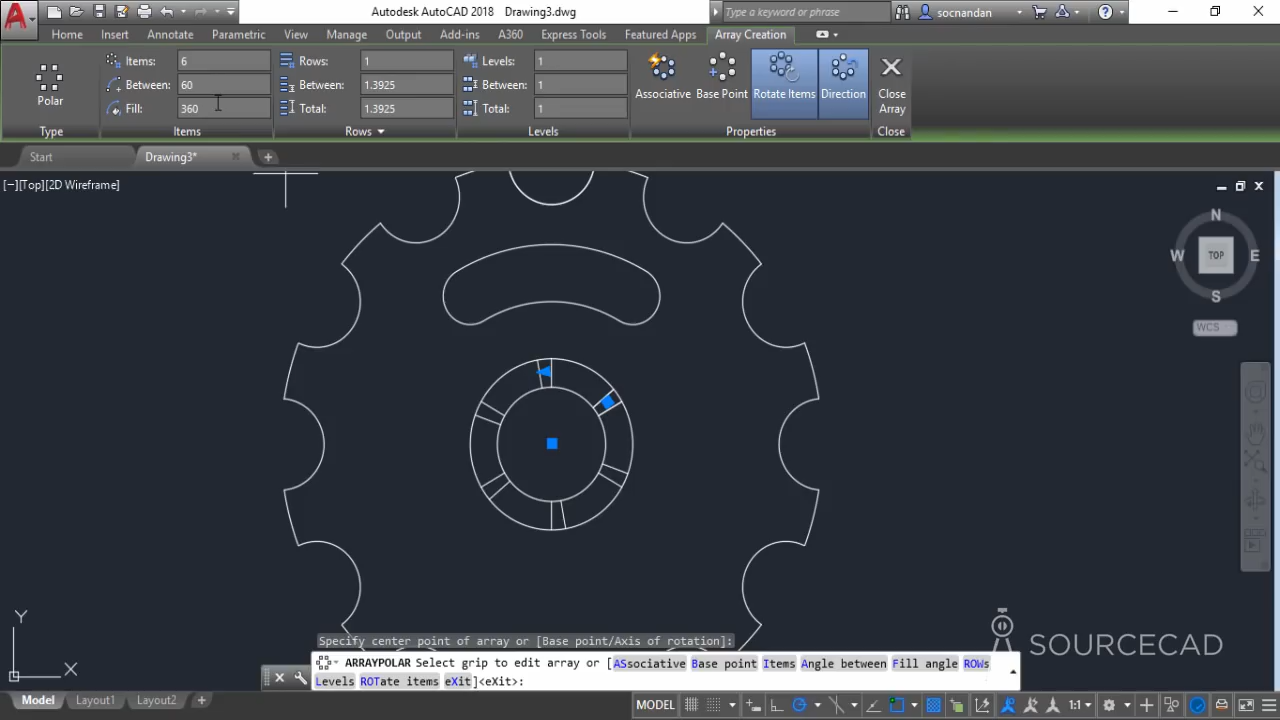 Autodesk AutoCAD 2018 Drawing3.dwg Type a keyword or phrase socnandan
Home Insert Annotate Parametric View Manage Output Add-ins A360 Express Tools Featured Apps Array Creation
Items: 6 Rows: 1 Levels: 1
Between: 60 Between: 1.3925 Between: 1
Fill: 360 Total: 1.3925 Total: 1
Polar
Associative Base Point Rotate Items Direction Close Array
Type Items Rows Levels Properties Close
Start Drawing3* +
[−][Top][2D Wireframe]
N
W TOP E
S
WCS
Y
X
Specify center point of array or [Base point/Axis of rotation]:
ARRAYPOLAR Select grip to edit array or [ASsociative Base point Items Angle between Fill angle ROWs
Levels ROTate items eXit]<eXit>:
SOURCECAD
Model Layout1 Layout2 + MODEL 1:1